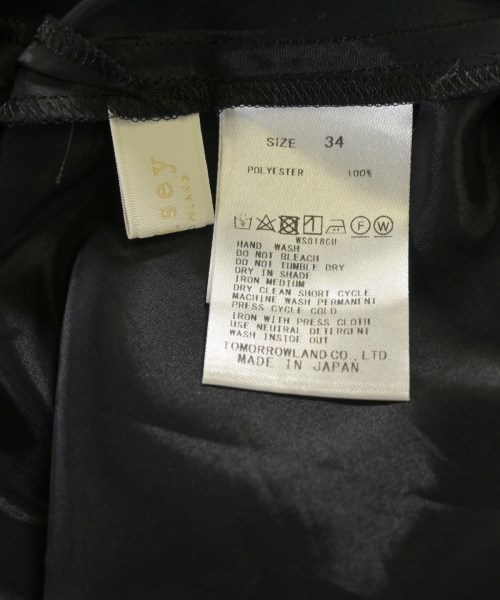 sey
SIZE 34
POLYESTER 100%
F W
WS018CU
HAND WASH
DO NOT BLEACH
DO NOT TUMBLE DRY
DRY IN SHADE
IRON MEDIUM
DRY CLEAN SHORT CYCLE
MACHINE WASH PERMANENT
PRESS CYCLE COLD
IRON WITH PRESS CLOTH
USE NEUTRAL DETERGENT
WASH INSIDE OUT
TOMORROWLAND CO., LTD
MADE IN JAPAN